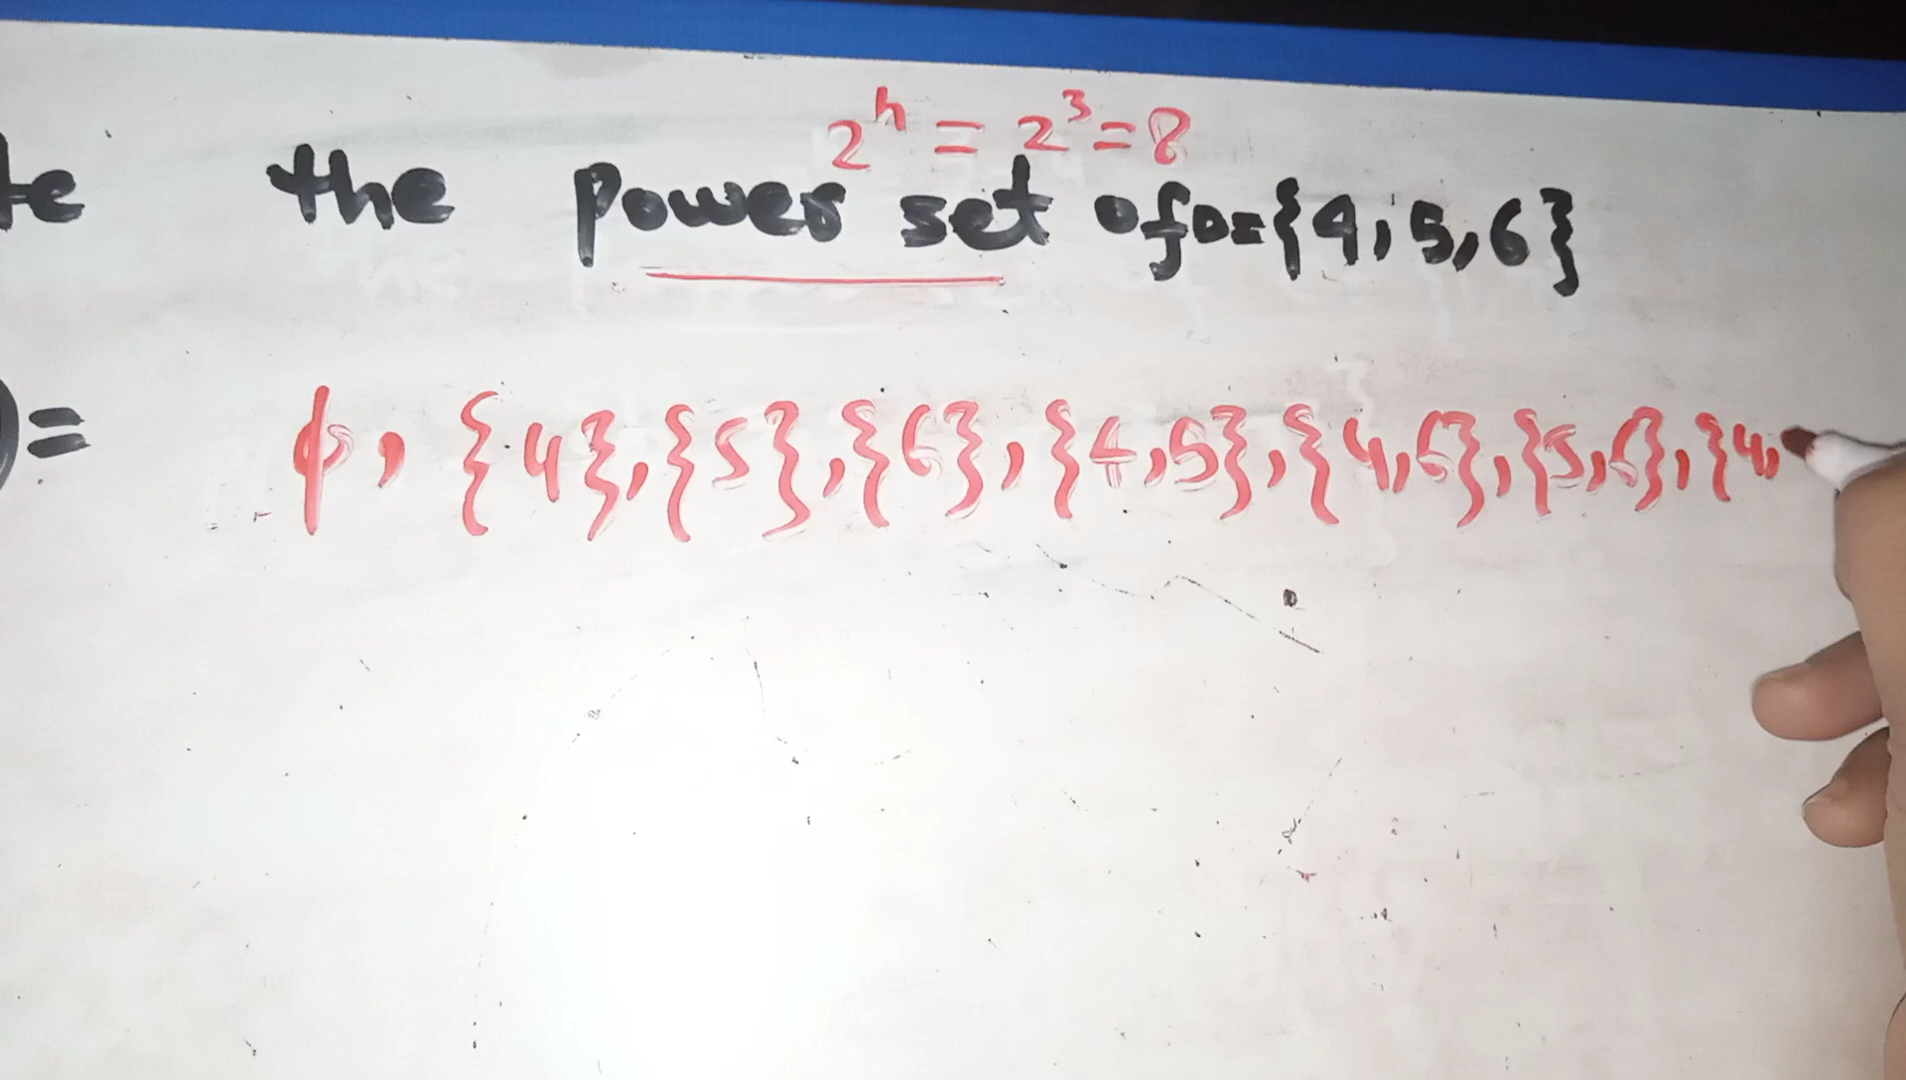 2ⁿ = 2³ = 8
te the power set of D={4,5,6}
)= ϕ, {4},{5},{6},{4,5},{4,6},{5,6},{4,